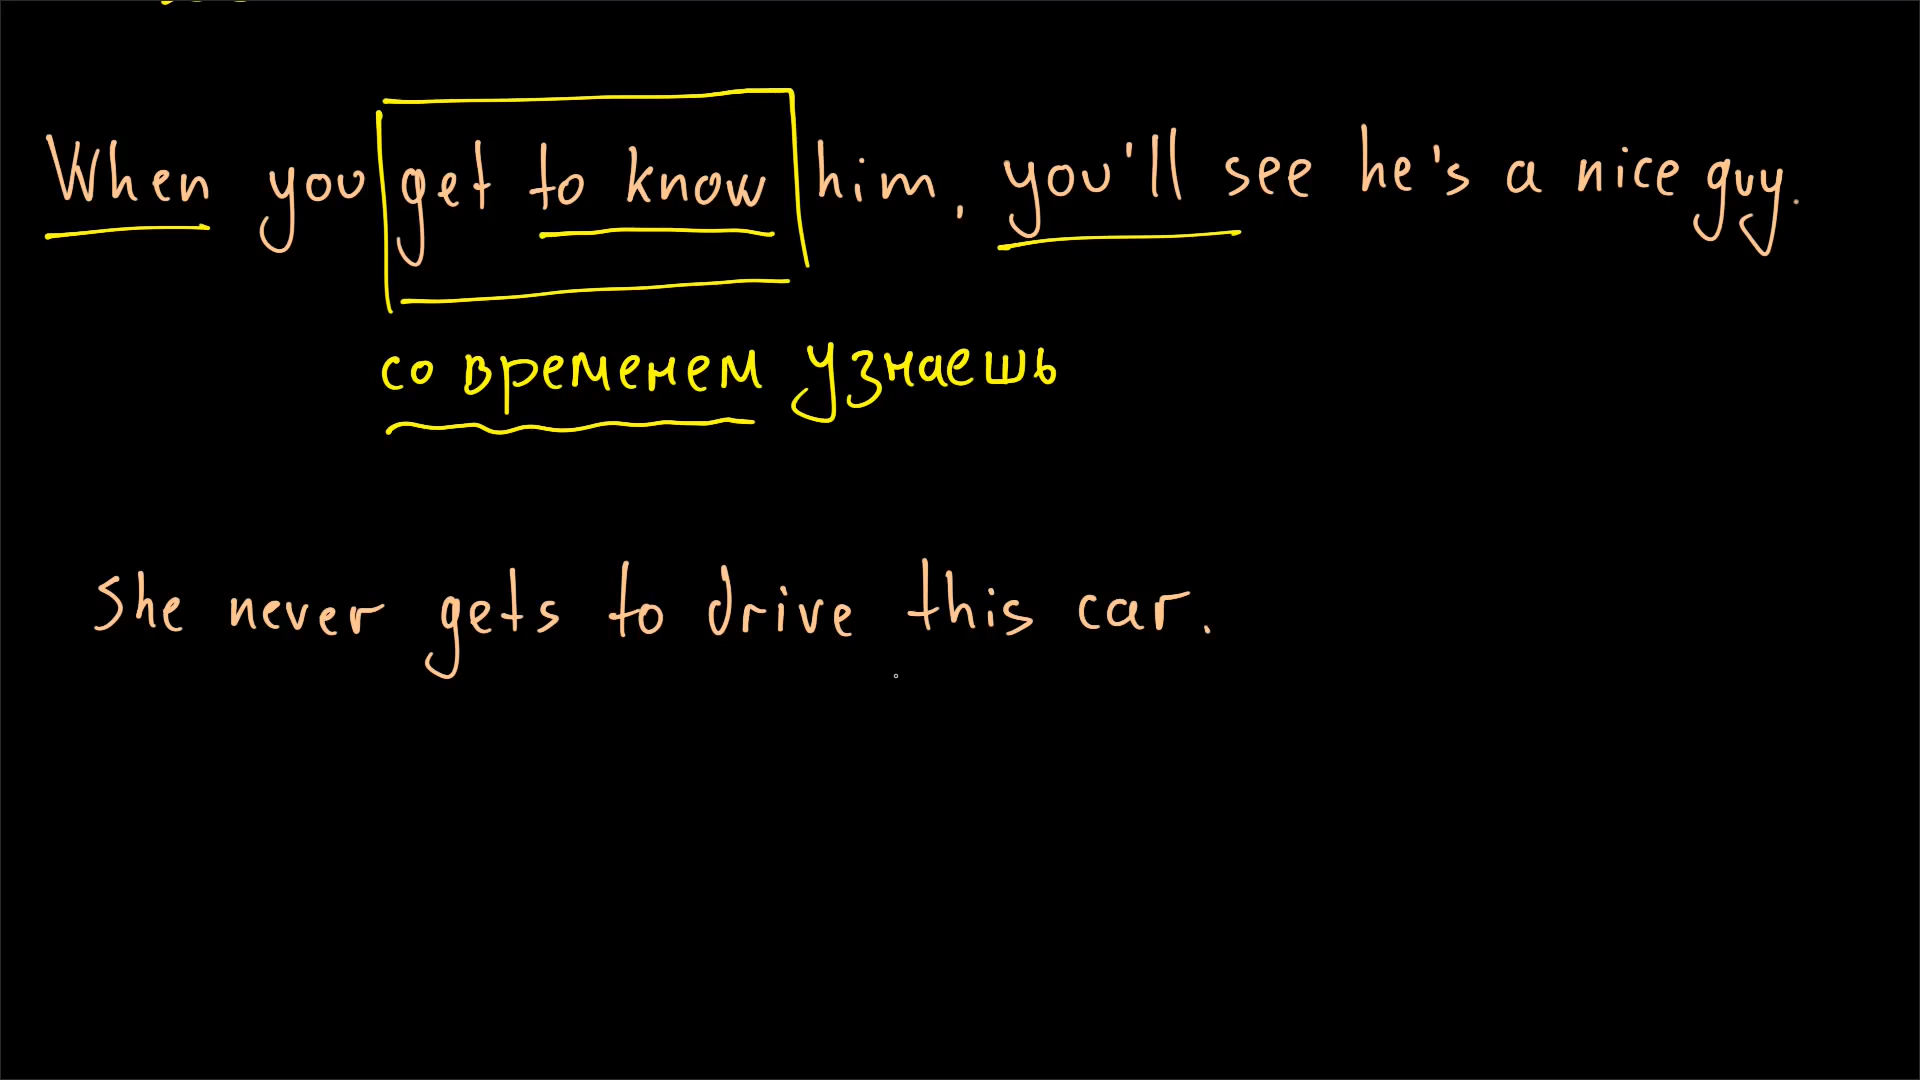 When you get to know him, you'll see he's a nice guy.
со временем узнаешь
She never gets to drive this car.